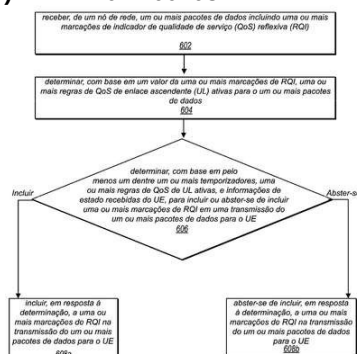 receber, de um nó de rede, um ou mais pacotes de dados incluindo uma ou mais
marcações de indicador de qualidade de serviço (QoS) reflexiva (RQI)
602
determinar, com base em um valor da uma ou mais marcações de RQI, uma ou
mais regras de QoS de enlace ascendente (UL) ativas para o um ou mais pacotes
de dados
604
determinar, com base em pelo
menos um dentre um ou mais temporizadores, uma
ou mais regras de QoS de UL ativas, e informações de
estado recebidas do UE, para incluir ou abster-se de incluir
uma ou mais marcações de RQI em uma transmissão do
um ou mais pacotes de dados para o UE
606
Incluir
Abster-se
incluir, em resposta à
determinação, a uma ou
mais marcações de RQI na
transmissão do um ou mais
pacotes de dados para o UE
608a
abster-se de incluir, em resposta
à determinação, a uma ou mais
marcações de RQI na transmissão
do um ou mais pacotes de dados
para o UE
608b